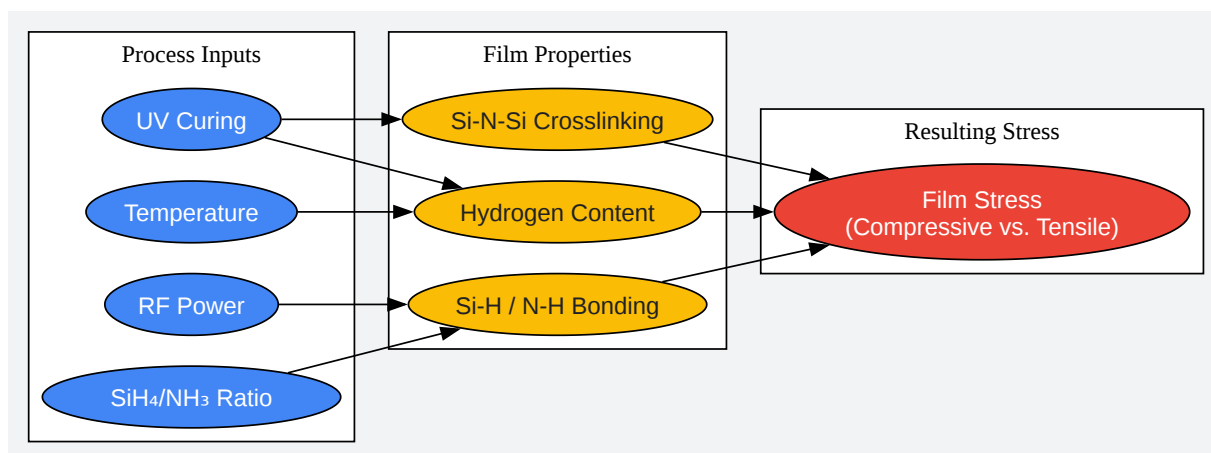 Process Inputs
UV Curing
Temperature
RF Power
SiH₄/NH₃ Ratio
Film Properties
Si-N-Si Crosslinking
Hydrogen Content
Si-H / N-H Bonding
Resulting Stress
Film Stress
(Compressive vs. Tensile)